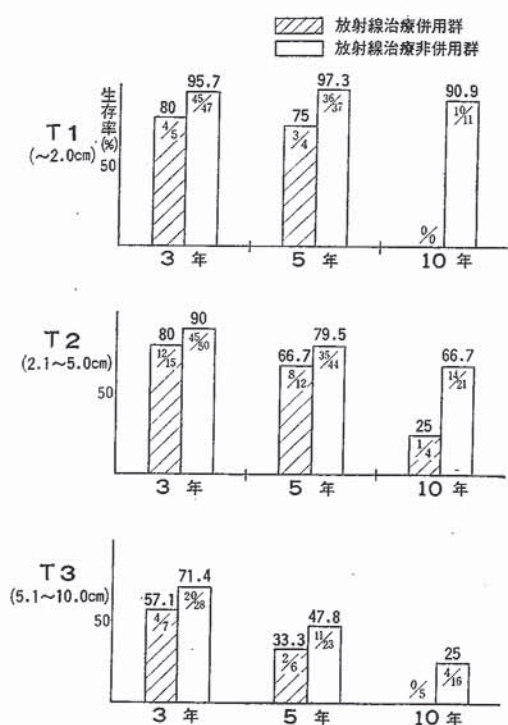 放射線治療併用群
放射線治療非併用群
T1
(~2.0cm)
生存率(%)
50
80
4/5
95.7
45/47
75
3/4
97.3
36/37
0/0
90.9
10/11
3 年
5 年
10 年
T2
(2.1~5.0cm)
50
80
12/15
90
45/50
66.7
8/12
79.5
35/44
25
1/4
66.7
14/21
3 年
5 年
10 年
T3
(5.1~10.0cm)
50
57.1
4/7
71.4
20/28
33.3
2/6
47.8
11/23
0/5
25
4/16
3 年
5 年
10 年